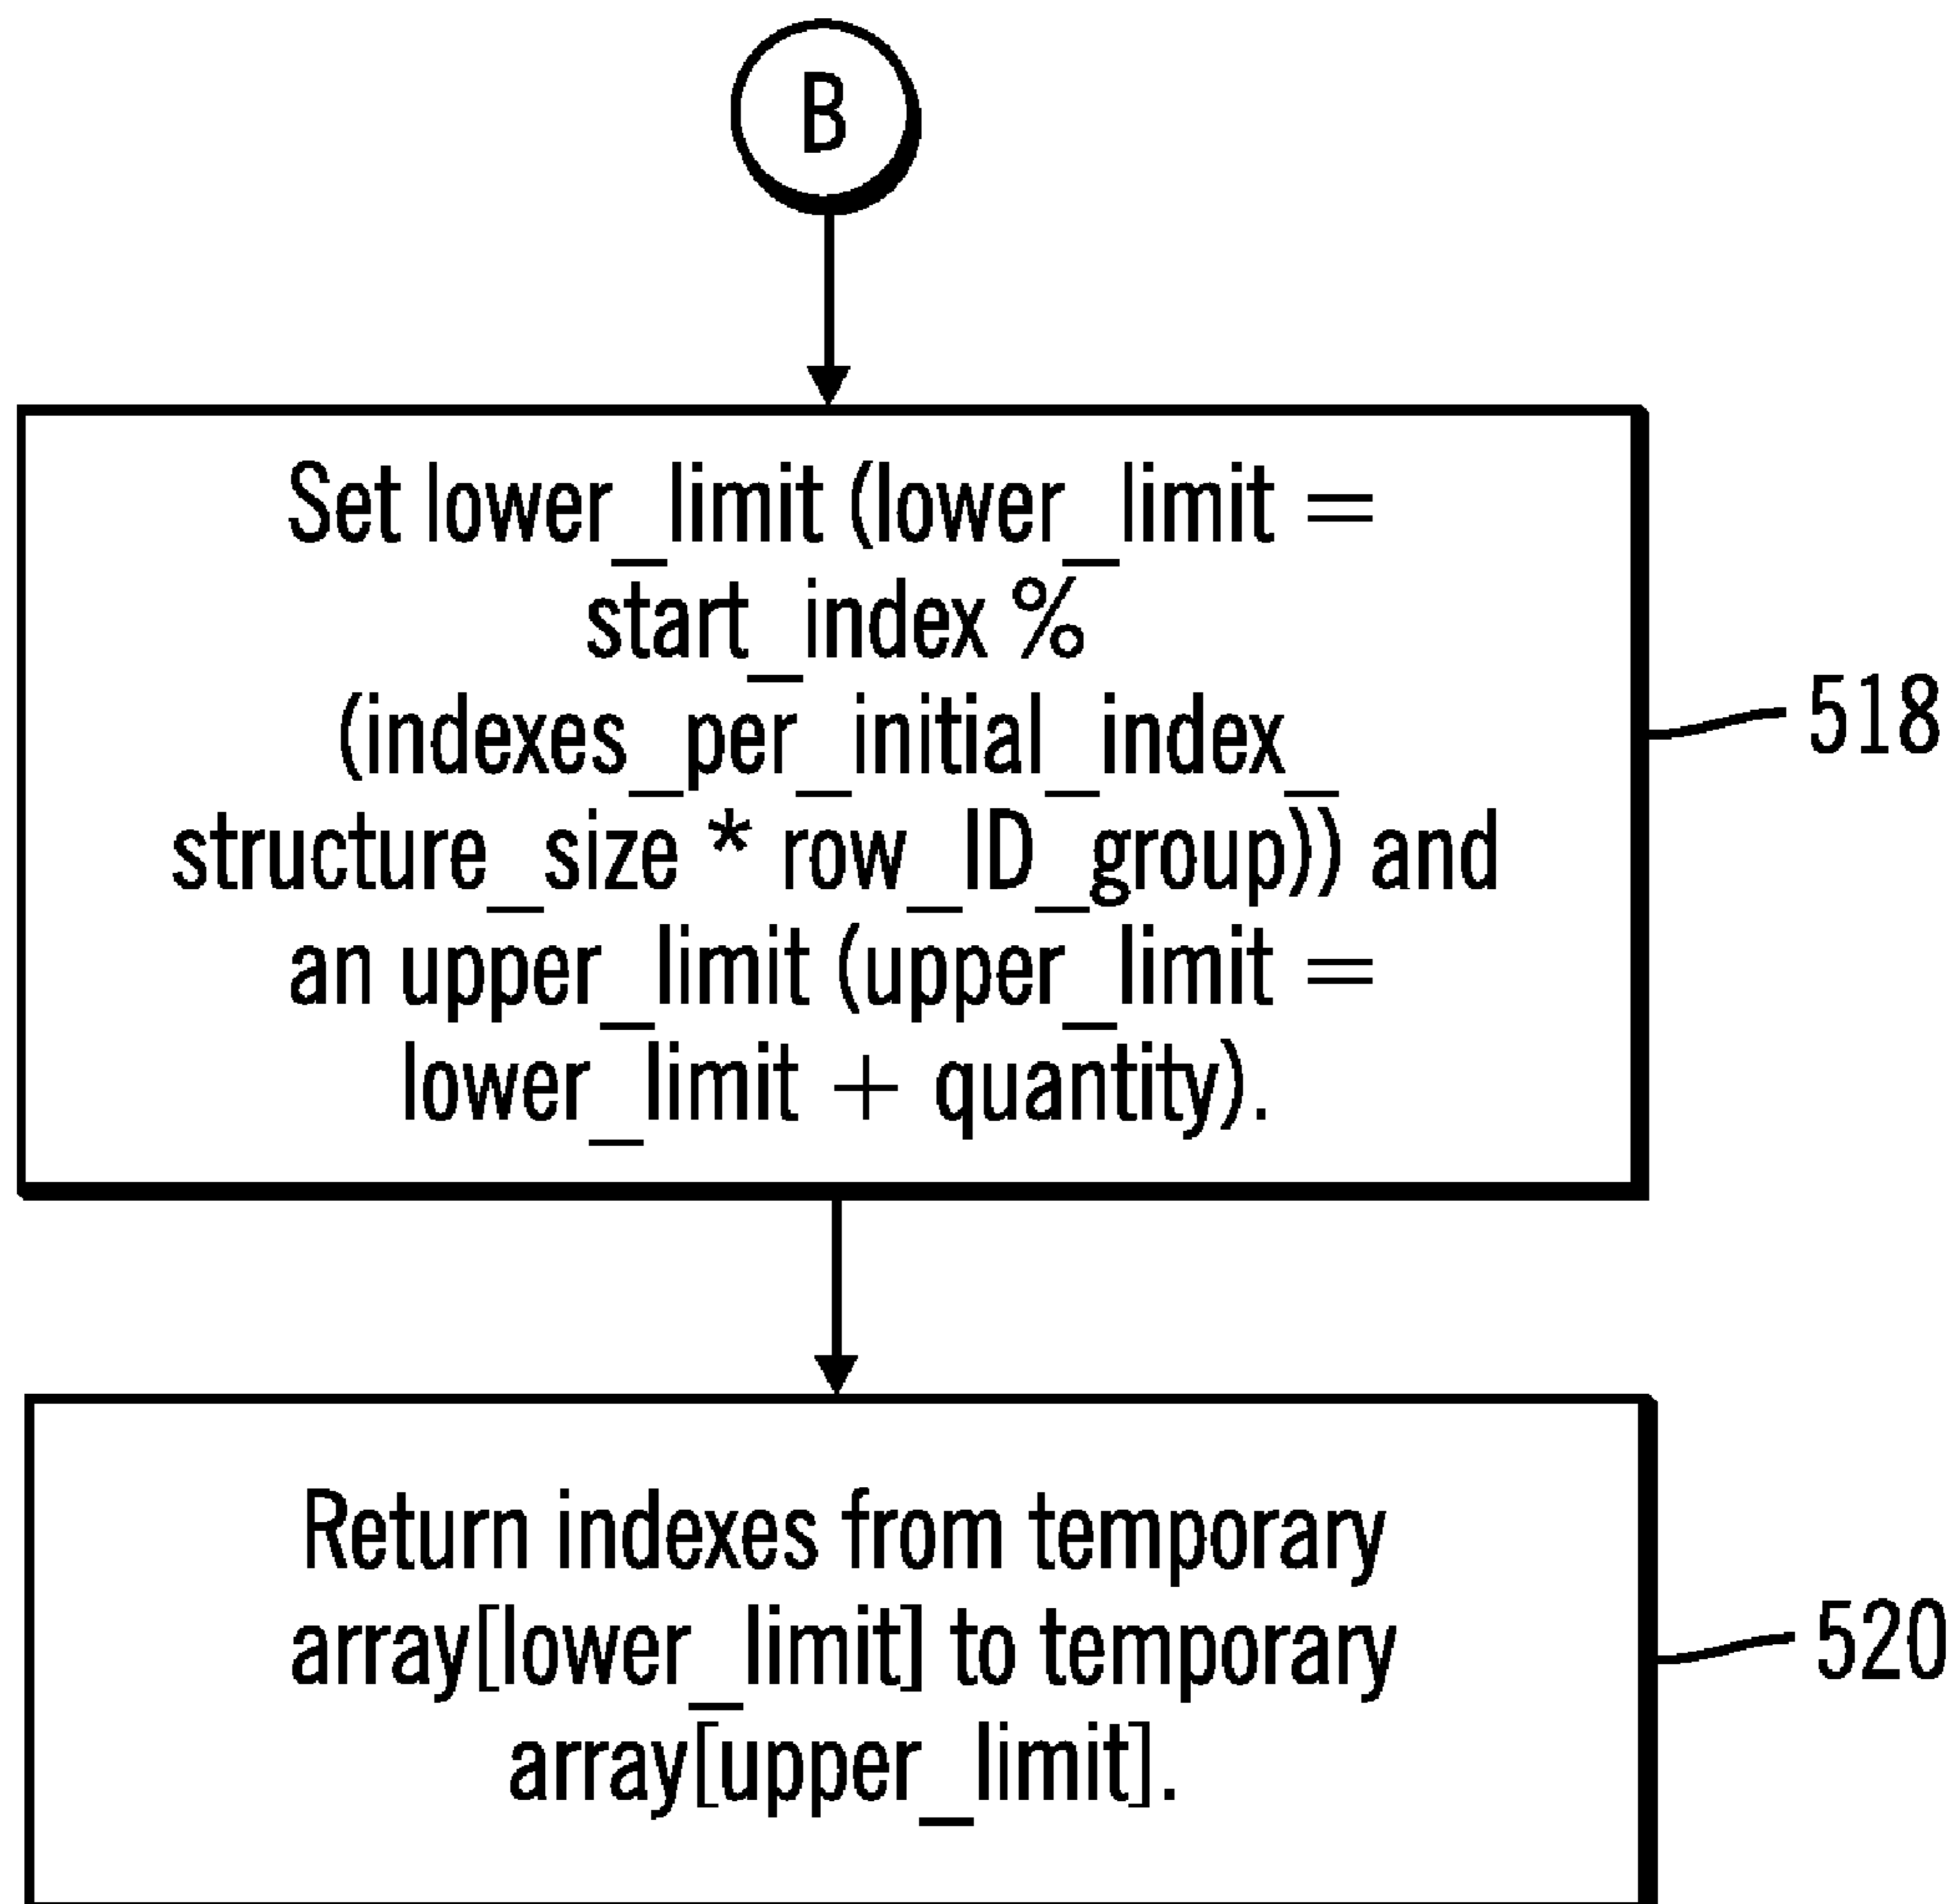 B
Set lower_limit (lower_limit =
start_index %
(indexes_per_initial_index_
structure_size * row_ID_group)) and
an upper_limit (upper_limit =
lower_limit + quantity).
518
Return indexes from temporary
array[lower_limit] to temporary
array[upper_limit].
520